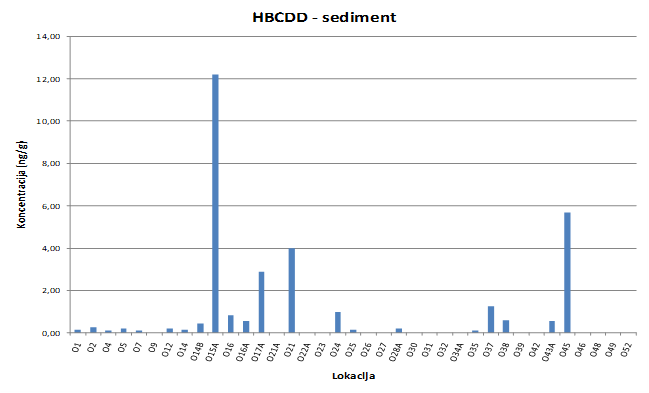 HBCDD - sediment
14,00
12,00
10,00
8,00
6,00
4,00
2,00
0,00
Koncentracija [ng/g]
O1 O2 O4 O5 O7 O9 O12 O14 O14B O15A O16 O16A O17A O21A O21 O22A O23 O24 O25 O26 O27 O28A O30 O31 O32 O34A O35 O37 O38 O39 O42 O43A O45 O46 O48 O49 O52
Lokacija